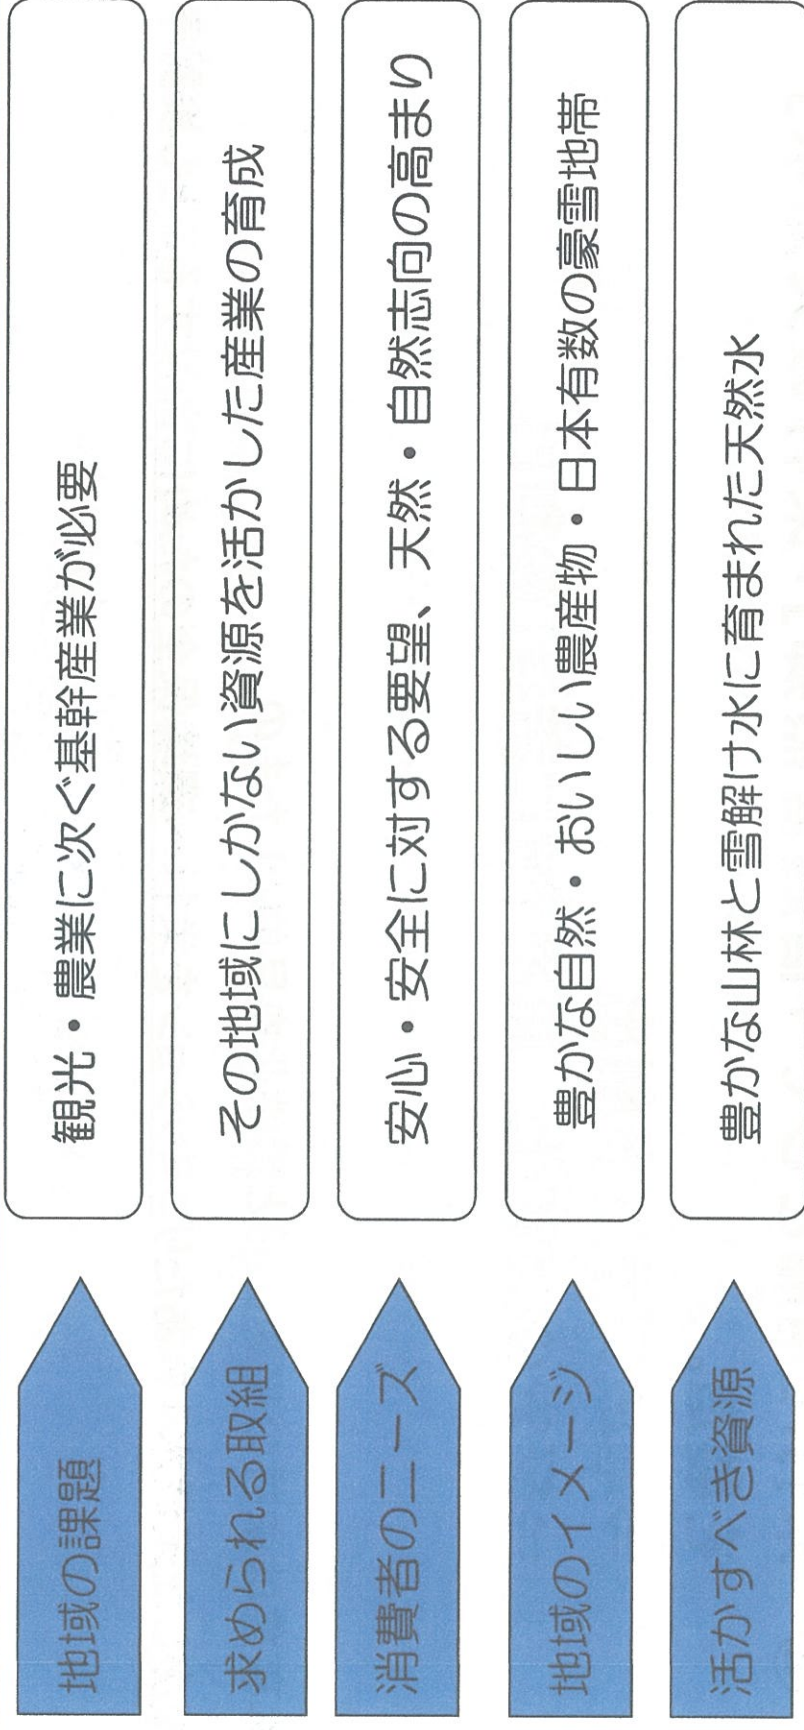 地域の課題
観光・農業に次ぐ基幹産業が必要
求められる取組
その地域にしかない資源を活かした産業の育成
消費者のニーズ
安心・安全に対する要望、天然・自然志向の高まり
地域のイメージ
豊かな自然・おいしい農産物・日本有数の豪雪地帯
活かすべき資源
豊かな山林と雪解け水に育まれた天然水